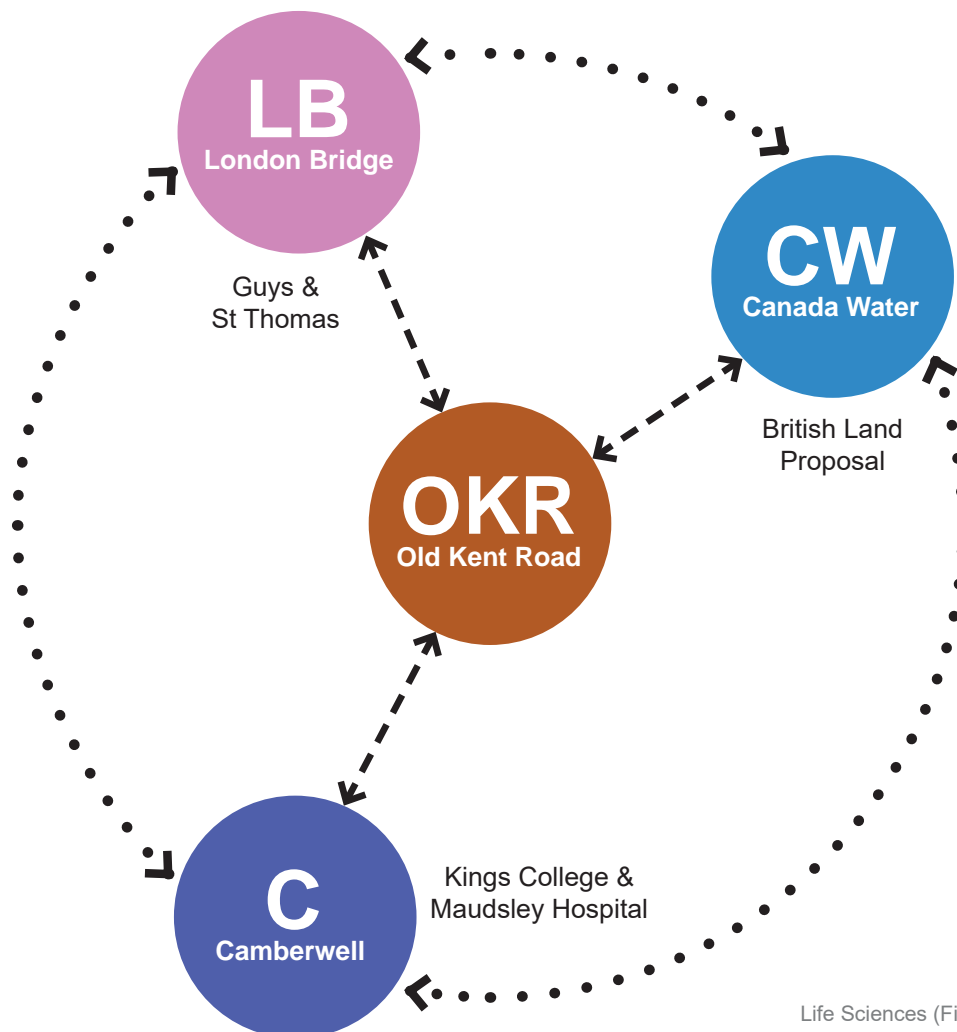 LB
London Bridge
Guys &
St Thomas
CW
Canada Water
British Land
Proposal
OKR
Old Kent Road
C
Camberwell
Kings College &
Maudsley Hospital
Life Sciences (Fi